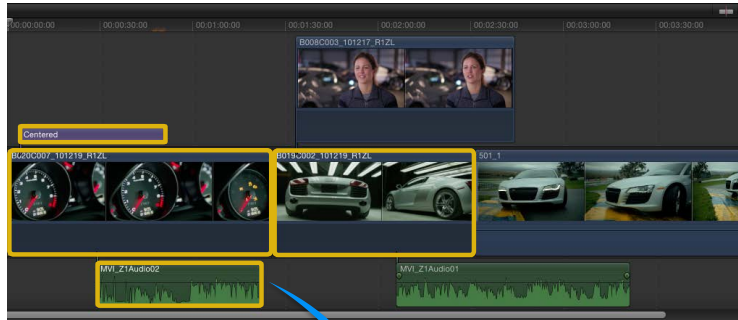 00:00:00:00 00:00:30:00 00:01:00:00 00:01:30:00 00:02:00:00 00:02:30:00 00:03:00:00 00:03:30:00
B008C003_101217_R1ZL
Centered
B020C007_101219_R1ZL B019C002_101219_R1ZL 501_1
MVI_Z1Audio02 MVI_Z1Audio01